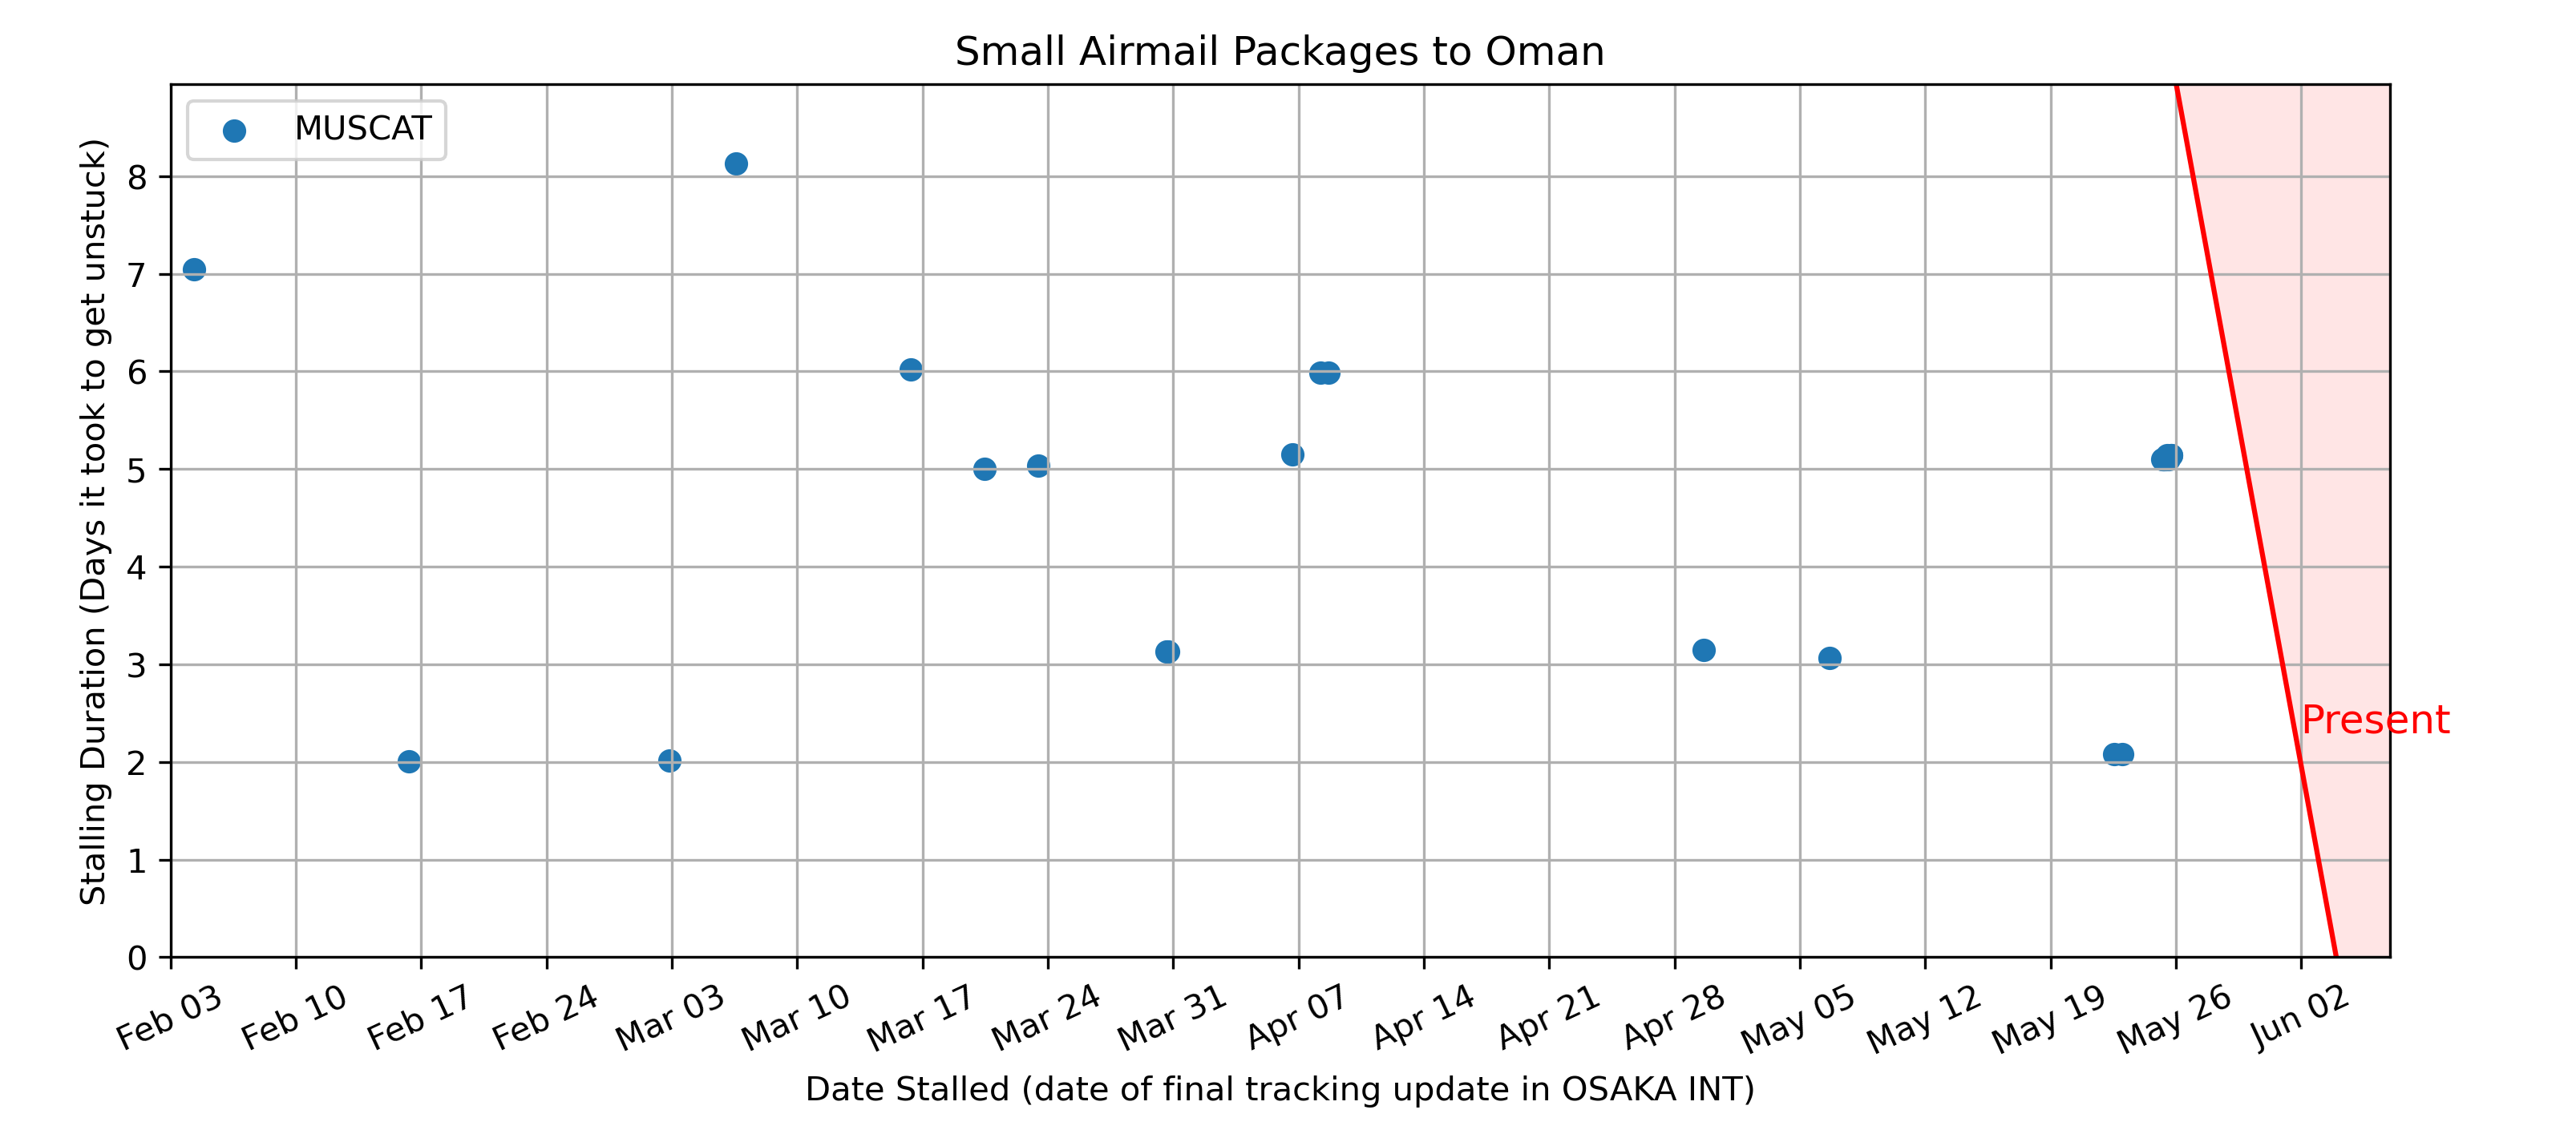 Small Airmail Packages to Oman
MUSCAT
Stalling Duration (Days it took to get unstuck)
8
7
6
5
4
3
2
1
0
Present
Feb 03
Feb 10
Feb 17
Feb 24
Mar 03
Mar 10
Mar 17
Mar 24
Mar 31
Apr 07
Apr 14
Apr 21
Apr 28
May 05
May 12
May 19
May 26
Jun 02
Date Stalled (date of final tracking update in OSAKA INT)